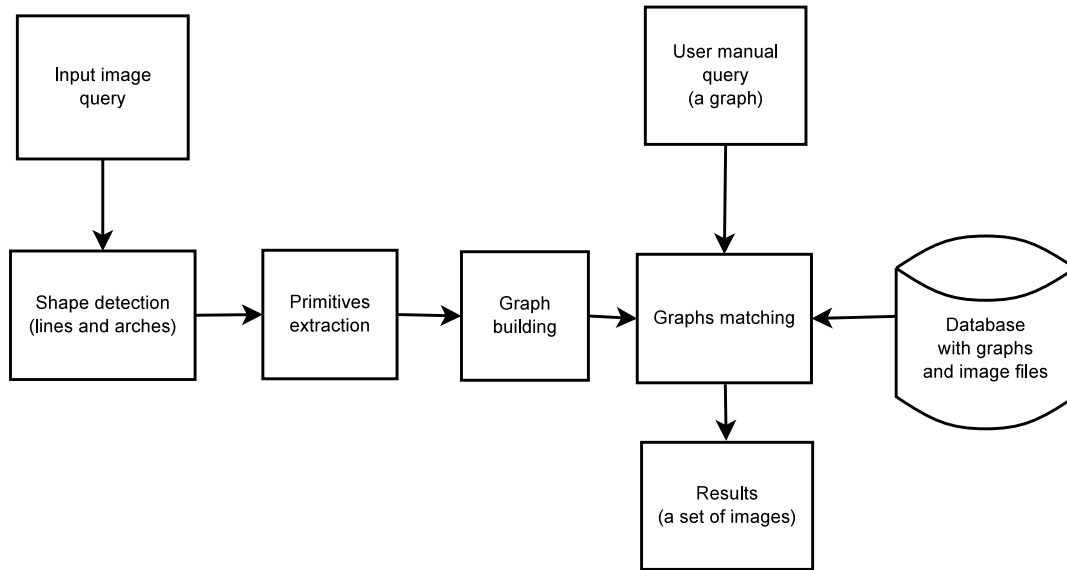 Input image
query
User manual
query
(a graph)
Shape detection
(lines and arches)
Primitives
extraction
Graph
building
Graphs matching
Database
with graphs
and image files
Results
(a set of images)